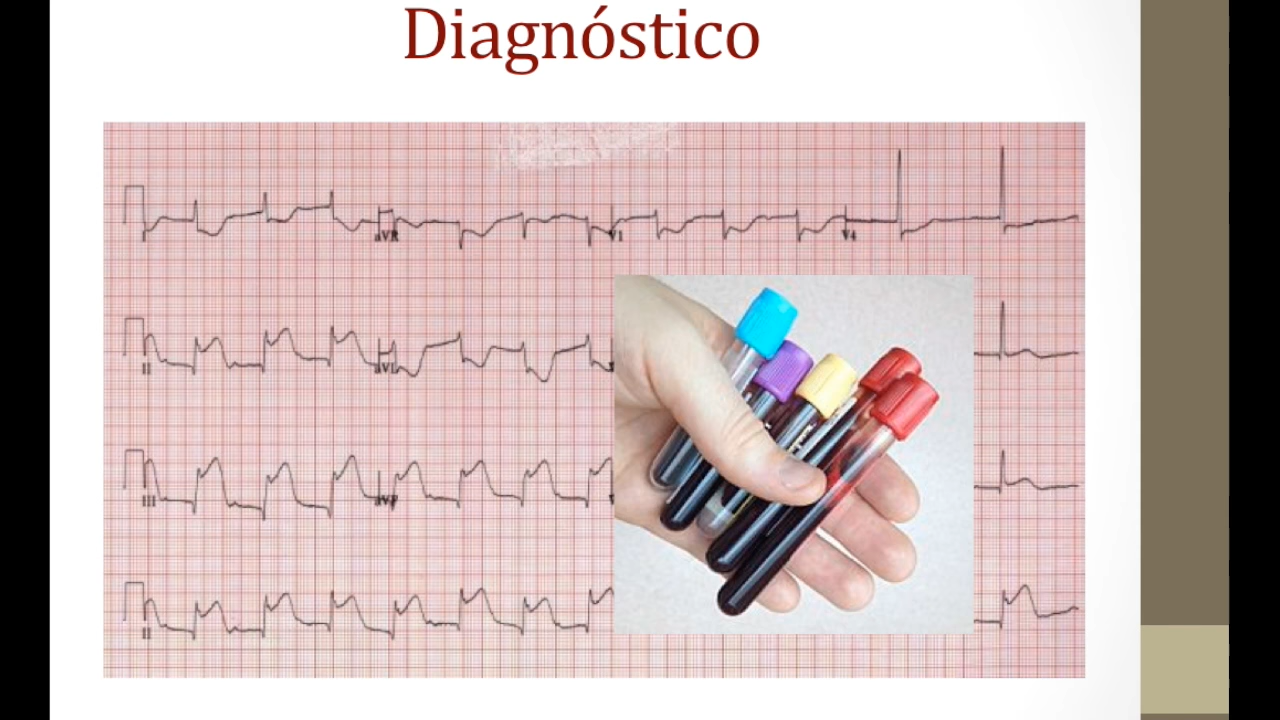 Diagnóstico
I aVR V1 V4
II aVL
III aVF
II